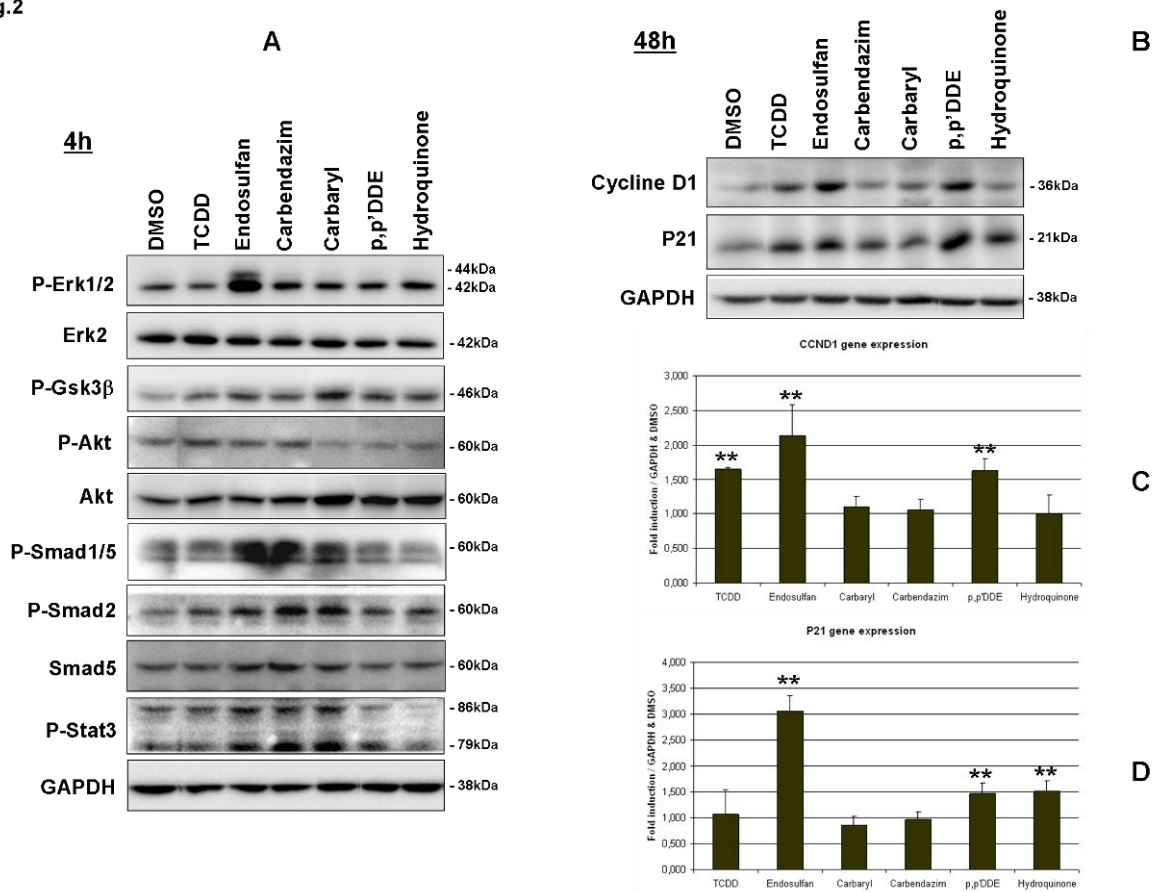 g.2
A
4h
DMSO
TCDD
Endosulfan
Carbendazim
Carbaryl
p,p'DDE
Hydroquinone
P-Erk1/2
- 44kDa
- 42kDa
Erk2
- 42kDa
P-Gsk3β
- 46kDa
P-Akt
- 60kDa
Akt
- 60kDa
P-Smad1/5
- 60kDa
P-Smad2
- 60kDa
Smad5
- 60kDa
P-Stat3
- 86kDa
- 79kDa
GAPDH
- 38kDa
48h
B
DMSO
TCDD
Endosulfan
Carbendazim
Carbaryl
p,p'DDE
Hydroquinone
Cycline D1
- 36kDa
P21
- 21kDa
GAPDH
- 38kDa
CCND1 gene expression
Fold induction / GAPDH & DMSO
3,000
2,500
2,000
1,500
1,000
0,500
0,000
**
**
**
TCDD Endosulfan Carbaryl Carbendazim p,p'DDE Hydroquinone
C
P21 gene expression
Fold induction / GAPDH & DMSO
4,000
3,500
3,000
2,500
2,000
1,500
1,000
0,500
0,000
**
**
**
TCDD Endosulfan Carbaryl Carbendazim p,p'DDE Hydroquinone
D